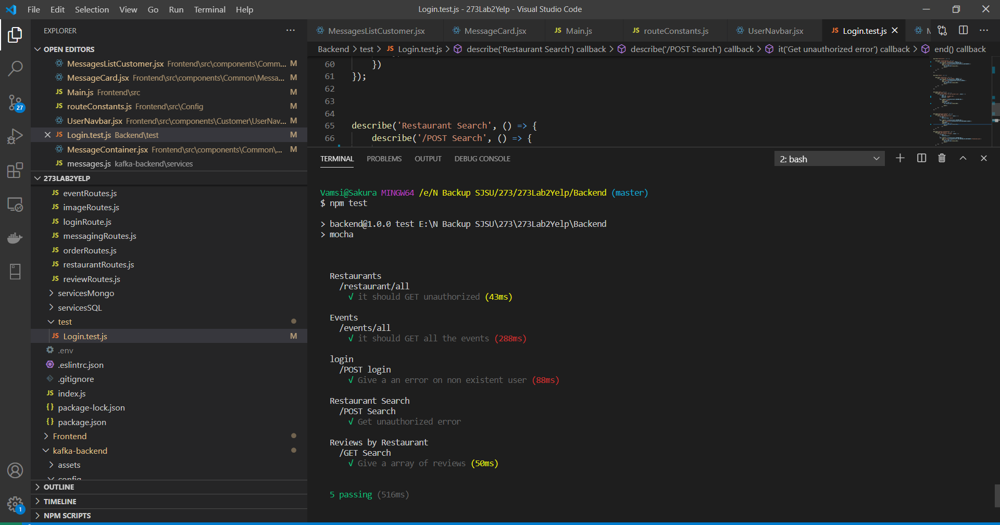 File Edit Selection View Go Run Terminal Help
Login.test.js - 273Lab2Yelp - Visual Studio Code
EXPLORER
OPEN EDITORS
MessagesListCustomer.jsx Frontend\src\components\Comm... M
MessageCard.jsx Frontend\src\components\Common\Messa... M
JS Main.js Frontend\src M
JS routeConstants.js Frontend\src\Config M
UserNavbar.jsx Frontend\src\components\Customer\UserNav... M
JS Login.test.js Backend\test M
MessageContainer.jsx Frontend\src\components\Common\... M
JS messages.js kafka-backend\services
27
273LAB2YELP
JS eventRoutes.js
JS imageRoutes.js
JS loginRoute.js
JS messagingRoutes.js
JS orderRoutes.js
JS restaurantRoutes.js
JS reviewRoutes.js
servicesMongo
servicesSQL
test
JS Login.test.js M
.env
.eslintrc.json
.gitignore
JS index.js
{} package-lock.json
{} package.json
Frontend
kafka-backend
assets
config
OUTLINE
TIMELINE
NPM SCRIPTS
1
MessagesListCustomer.jsx MessageCard.jsx JS Main.js JS routeConstants.js UserNavbar.jsx JS Login.test.js M
Backend > test > JS Login.test.js > describe('Restaurant Search') callback > describe('/POST Search') callback > it('Get unauthorized error') callback > end() callback
60 })
61 });
62
63
64
65 describe('Restaurant Search', () => {
66 describe('/POST Search', () => {
TERMINAL PROBLEMS OUTPUT DEBUG CONSOLE
2: bash
Vamsi@Sakura MINGW64 /e/N Backup SJSU/273/273Lab2Yelp/Backend (master)
$ npm test
> backend@1.0.0 test E:\N Backup SJSU\273\273Lab2Yelp\Backend
> mocha
Restaurants
/restaurant/all
√ it should GET unauthorized (43ms)
Events
/events/all
√ it should GET all the events (288ms)
login
/POST login
√ Give a an error on non existent user (88ms)
Restaurant Search
/POST Search
√ Get unauthorized error
Reviews by Restaurant
/GET Search
√ Give a array of reviews (50ms)
5 passing (516ms)